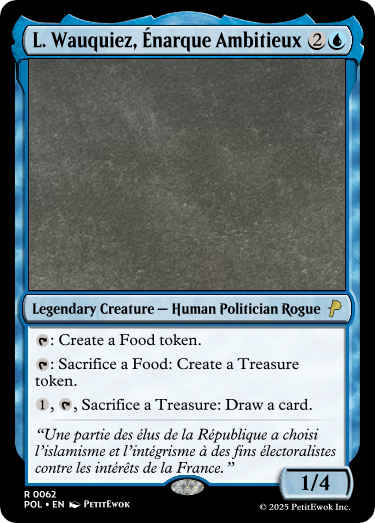 L. Wauquiez, Énarque Ambitieux 2
Legendary Creature — Human Politician Rogue
: Create a Food token.
: Sacrifice a Food: Create a Treasure
token.
1, , Sacrifice a Treasure: Draw a card.
“Une partie des élus de la République a choisi
l’islamisme et l’intégrisme à des fins électoralistes
contre les intérêts de la France.”
1/4
R 0062
POL • EN PETITEWOK
© 2025 PetitEwok Inc.